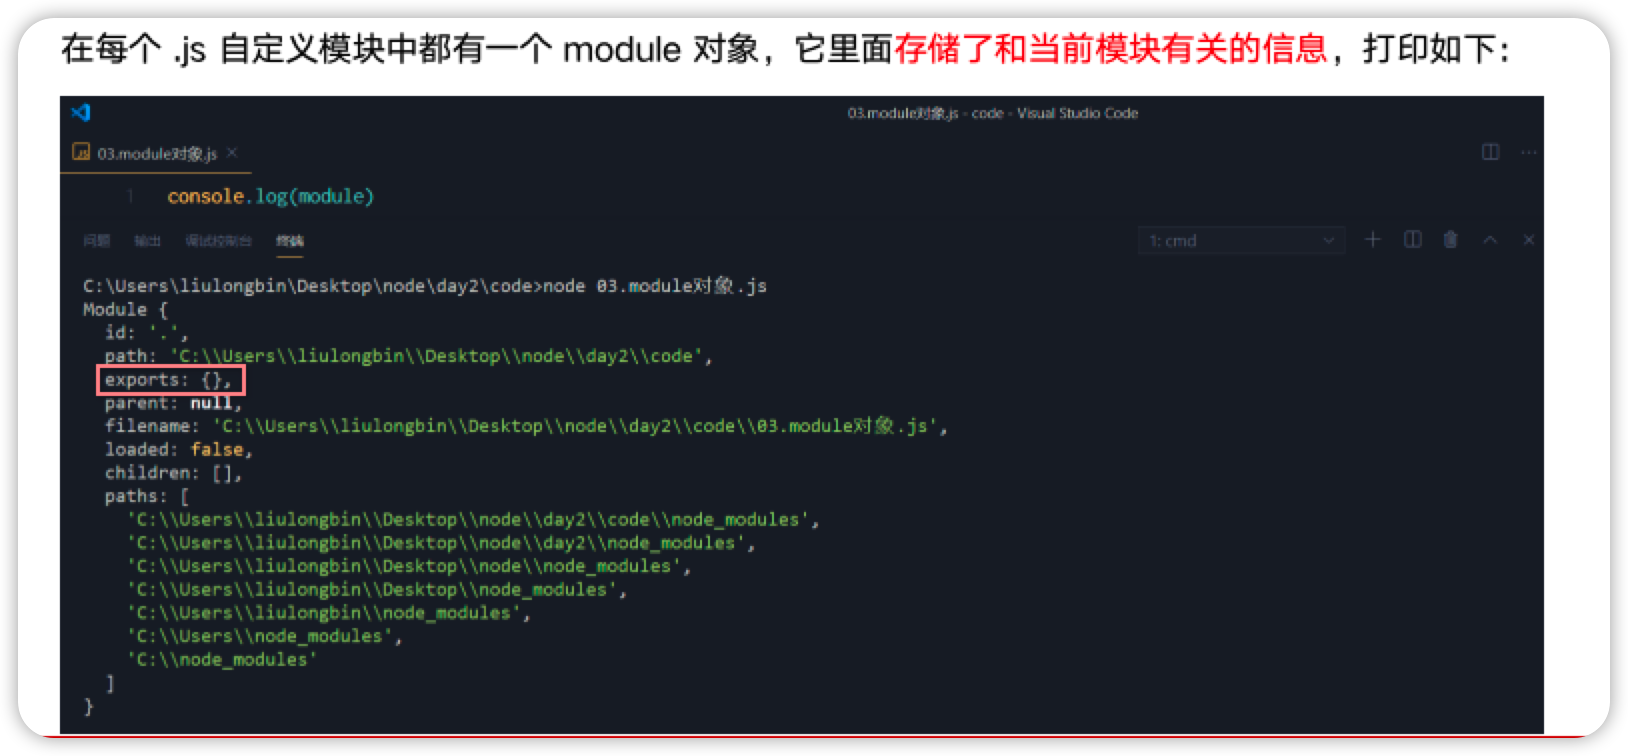 在每个 .js 自定义模块中都有一个 module 对象，它里面存储了和当前模块有关的信息，打印如下：
03.module对象.js - code - Visual Studio Code
03.module对象.js ×
1 console.log(module)
问题 输出 调试控制台 终端 1: cmd
C:\Users\liulongbin\Desktop\node\day2\code>node 03.module对象.js
Module {
  id: '.',
  path: 'C:\\Users\\liulongbin\\Desktop\\node\\day2\\code',
  exports: {},
  parent: null,
  filename: 'C:\\Users\\liulongbin\\Desktop\\node\\day2\\code\\03.module对象.js',
  loaded: false,
  children: [],
  paths: [
    'C:\\Users\\liulongbin\\Desktop\\node\\day2\\code\\node_modules',
    'C:\\Users\\liulongbin\\Desktop\\node\\day2\\node_modules',
    'C:\\Users\\liulongbin\\Desktop\\node\\node_modules',
    'C:\\Users\\liulongbin\\Desktop\\node_modules',
    'C:\\Users\\liulongbin\\node_modules',
    'C:\\Users\\node_modules',
    'C:\\node_modules'
  ]
}